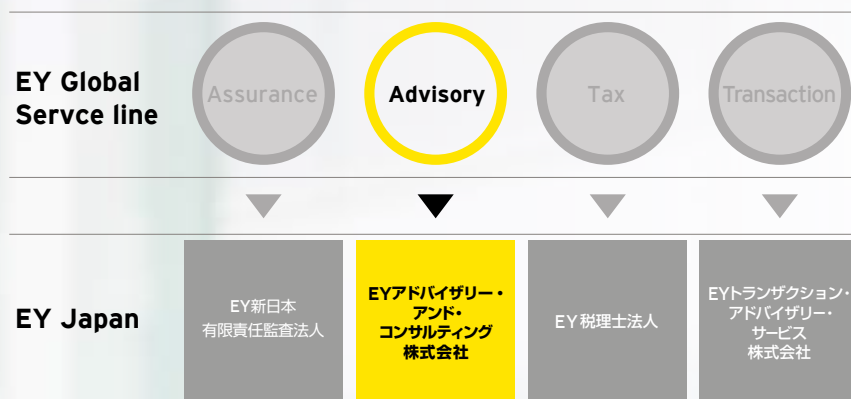 EY Global
Servce line
Assurance
Advisory
Tax
Transaction
EY Japan
EY新日本
有限責任監査法人
EYアドバイザリー・
アンド・
コンサルティング
株式会社
EY税理士法人
EYトランザクション・
アドバイザリー・
サービス
株式会社